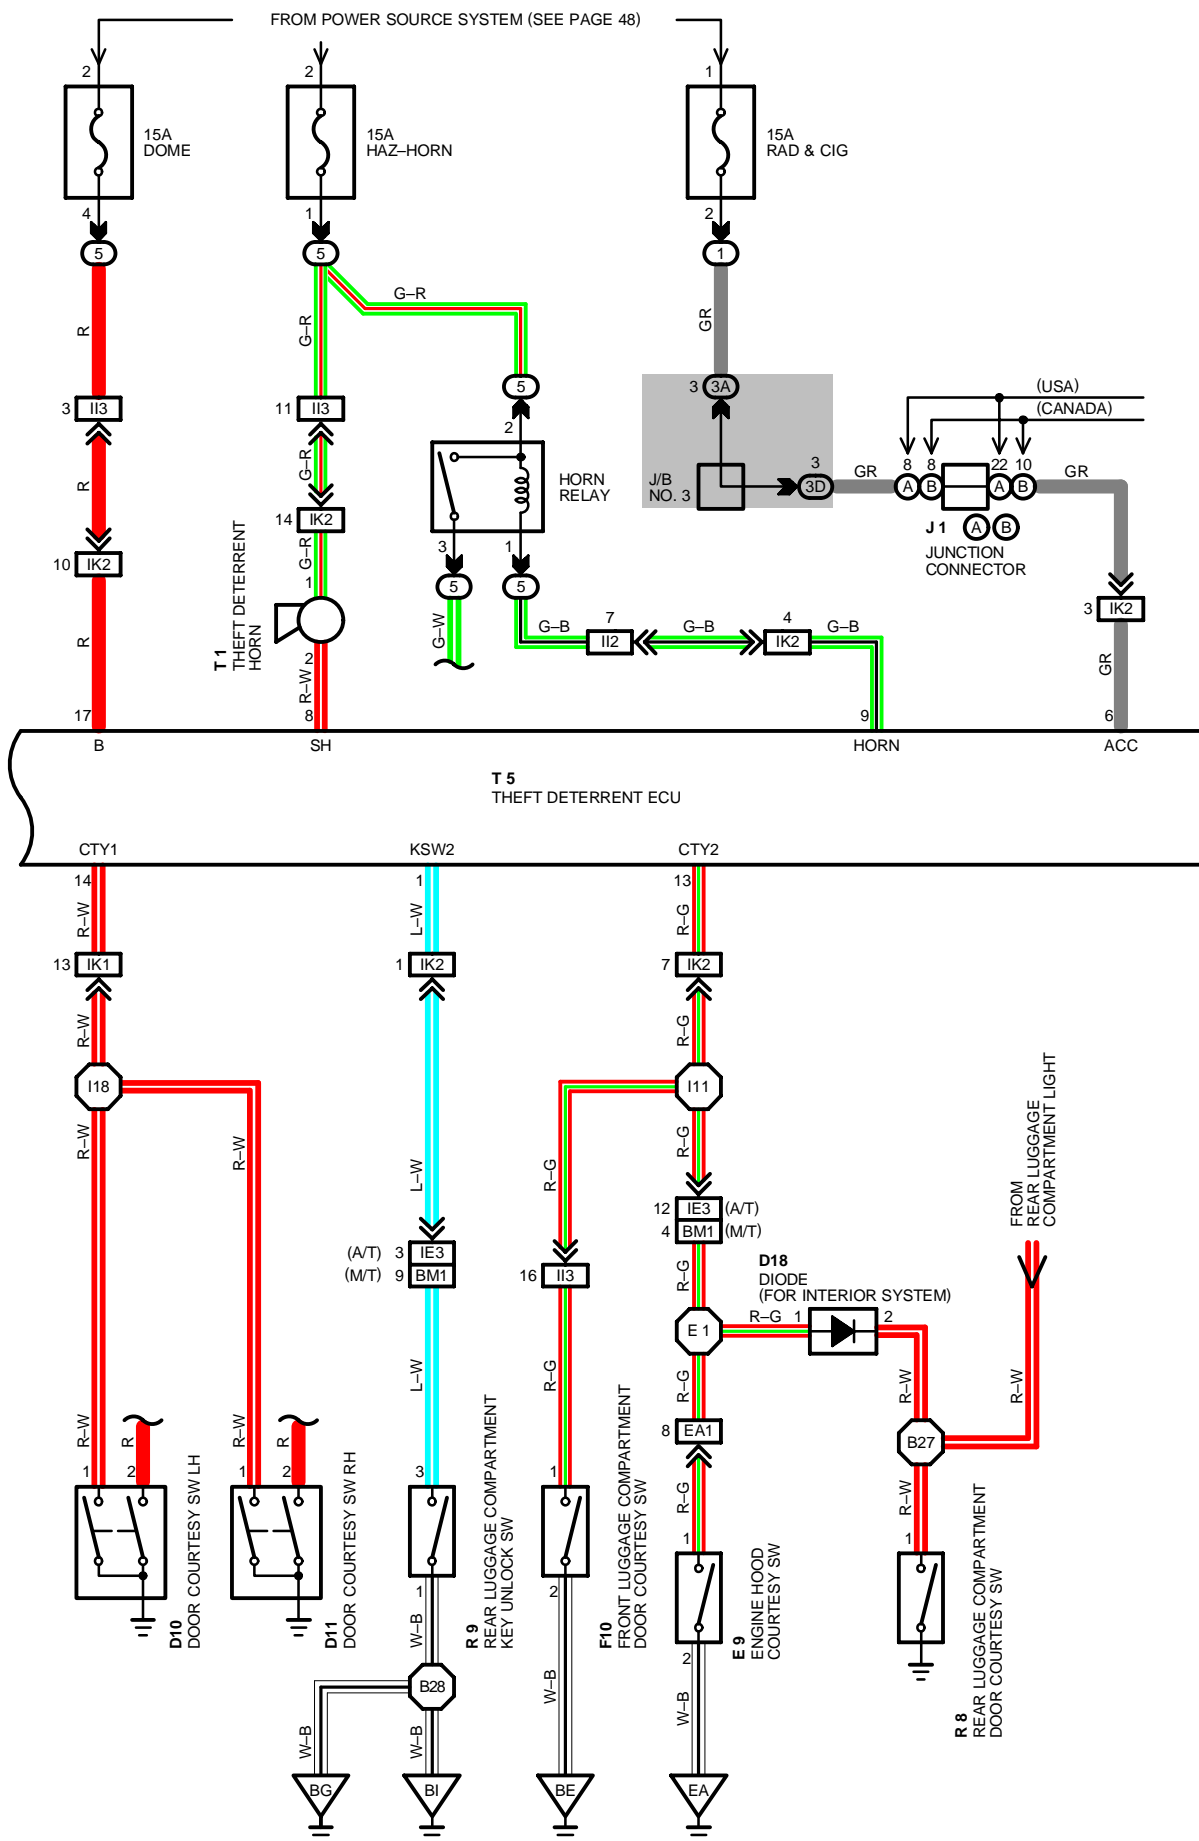 FROM POWER SOURCE SYSTEM (SEE PAGE 48)
2
2
1
15A
DOME
15A
HAZ–HORN
15A
RAD & CIG
4
1
2
5
5
1
R
G–R
G–R
GR
5
3
3A
3
II3
11
II3
2
(USA)
(CANADA)
R
G–R
HORN
RELAY
J/B
NO. 3
3
3D
GR
8
8
22
10
A
B
A
B
GR
J 1
A
B
JUNCTION
CONNECTOR
14
IK2
G–R
1
3
1
10
IK2
5
5
3
IK2
T 1
THEFT DETERRENT
HORN
R
G–W
G–B
7
II2
G–B
4
IK2
G–B
GR
2
R–W
17
8
9
6
B
SH
HORN
ACC
T 5
THEFT DETERRENT ECU
CTY1
KSW2
CTY2
14
1
13
R–W
L–W
R–G
13
IK1
1
IK2
7
IK2
R–W
R–G
I18
I11
R–W
R–W
L–W
R–G
R–G
FROM
REAR LUGGAGE
COMPARTMENT LIGHT
12
IE3
(A/T)
4
BM1
(M/T)
(A/T)
3
IE3
(M/T)
9
BM1
16
II3
R–G
D18
DIODE
(FOR INTERIOR SYSTEM)
E 1
R–G
1
2
L–W
R–G
R–G
R–W
R–W
8
EA1
B27
R–W
R
R–W
R
R–G
R–W
1
2
1
2
3
1
1
1
D10
DOOR COURTESY SW LH
D11
DOOR COURTESY SW RH
R 9
REAR LUGGAGE COMPARTMENT
KEY UNLOCK SW
F10
FRONT LUGGAGE COMPARTMENT
DOOR COURTESY SW
E 9
ENGINE HOOD
COURTESY SW
R 8
REAR LUGGAGE COMPARTMENT
DOOR COURTESY SW
1
2
2
W–B
B28
W–B
W–B
W–B
W–B
BG
BI
BE
EA